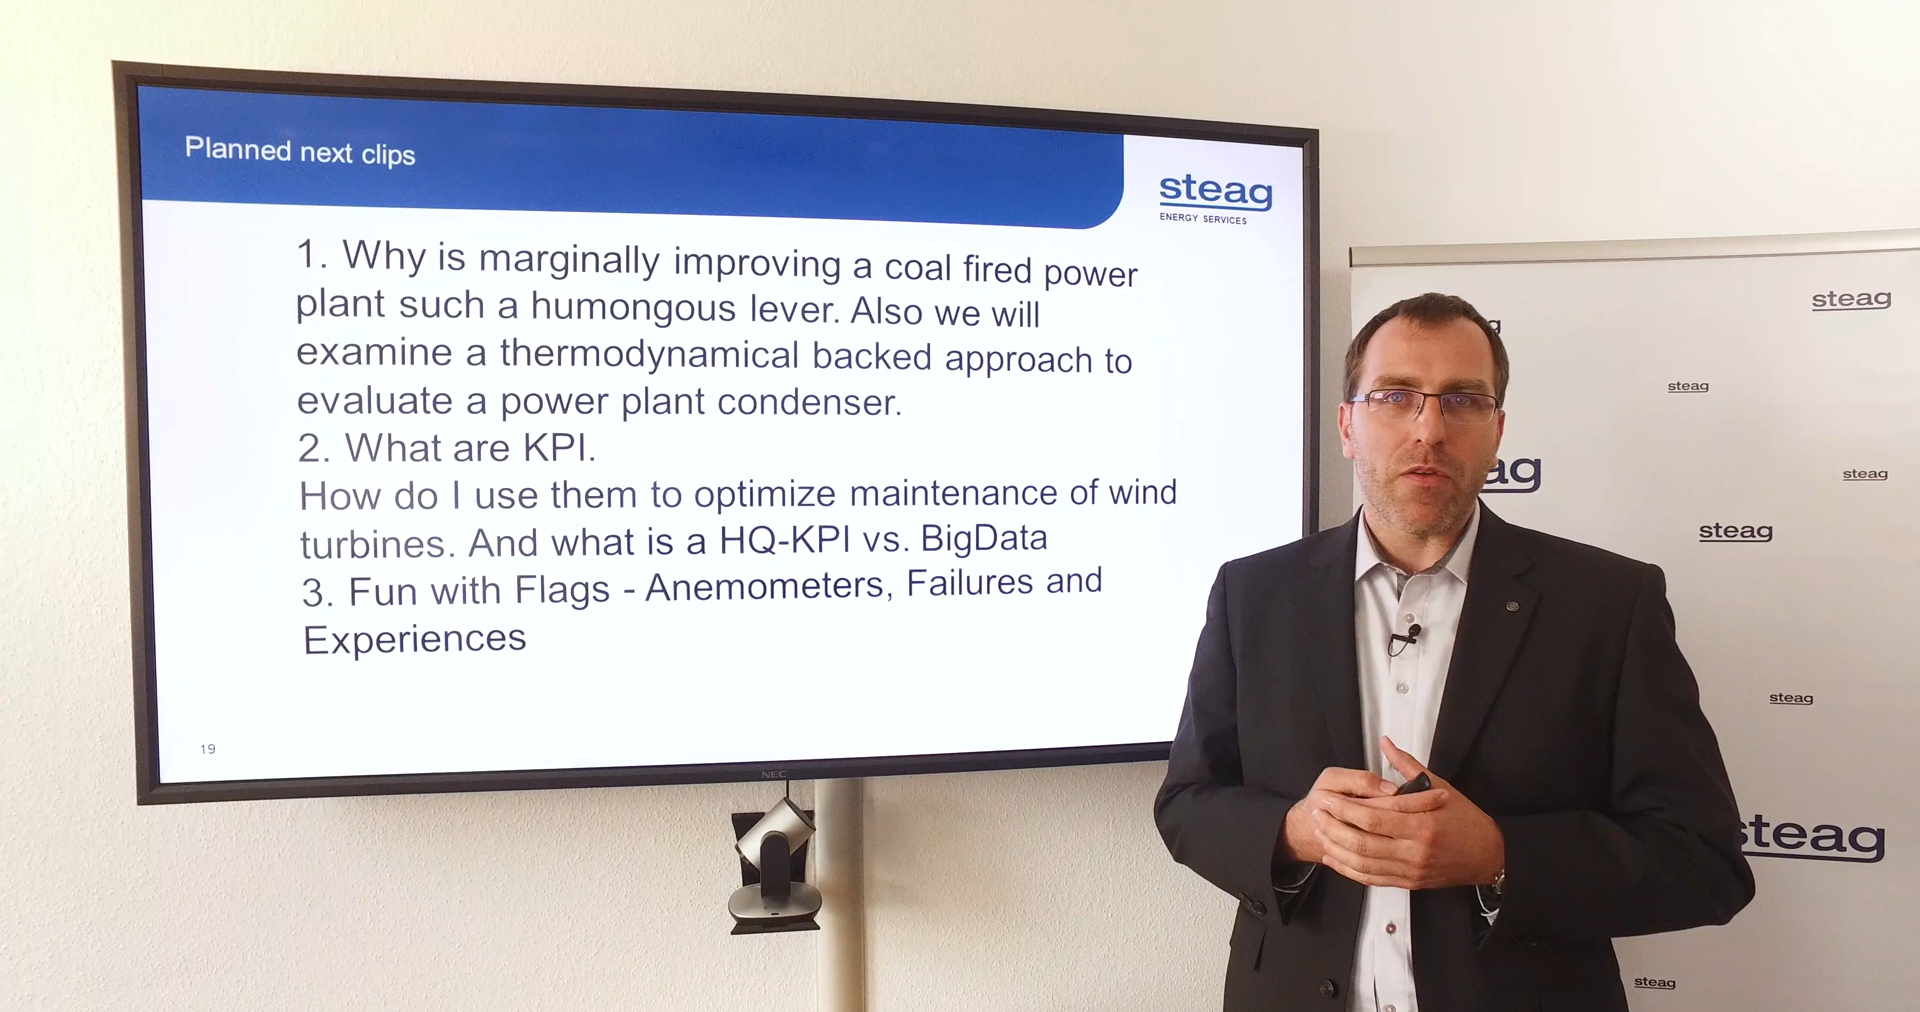 Planned next clips
steag
ENERGY SERVICES
1. Why is marginally improving a coal fired power
plant such a humongous lever. Also we will
examine a thermodynamical backed approach to
evaluate a power plant condenser.
2. What are KPI.
How do I use them to optimize maintenance of wind
turbines. And what is a HQ-KPI vs. BigData
3. Fun with Flags - Anemometers, Failures and
Experiences
19
NEC
steag
g
steag
ag
steag
steag
steag
steag
steag